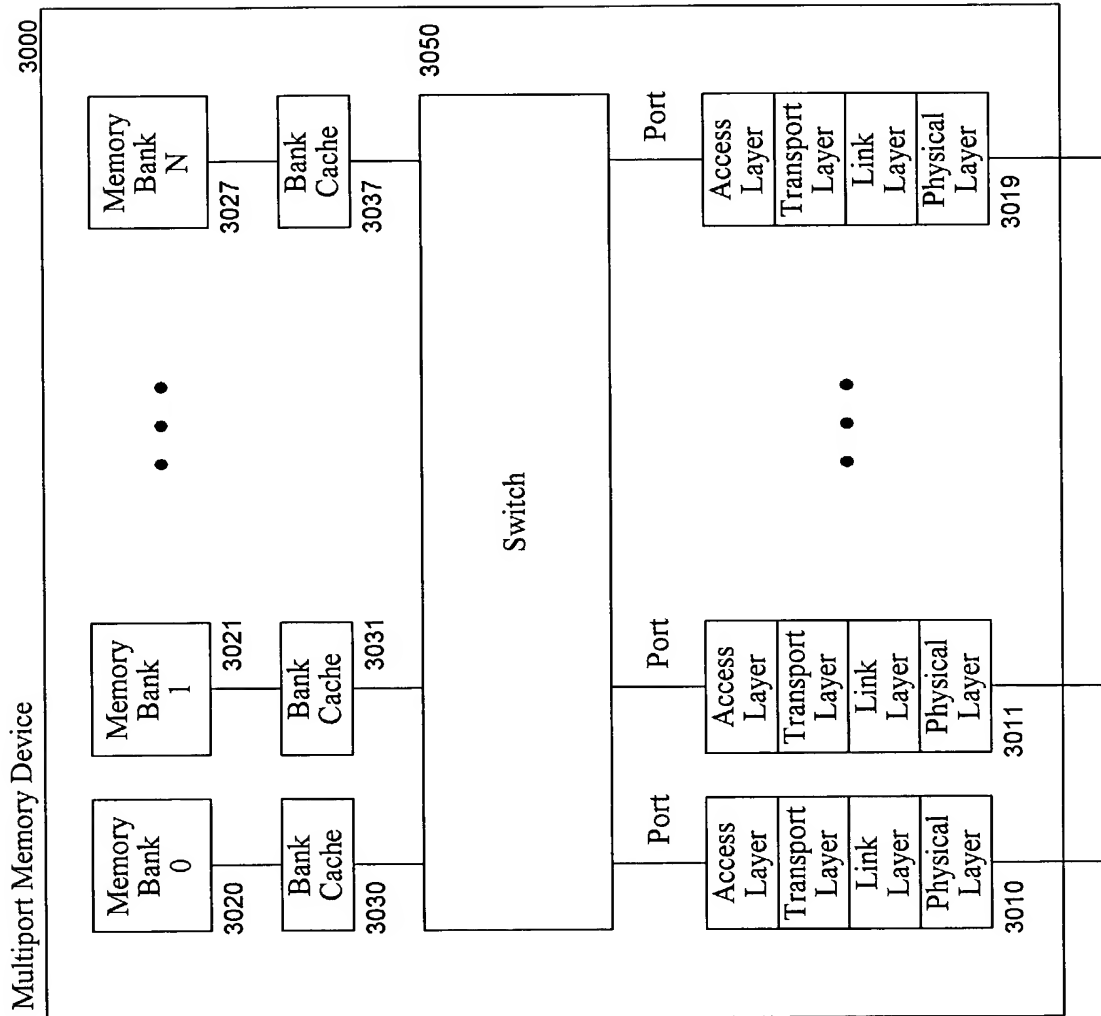 Multiport Memory Device
3000
Memory
Bank
0
3020
Memory
Bank
1
3021
Memory
Bank
N
3027
Bank
Cache
3030
Bank
Cache
3031
Bank
Cache
3037
3050
Switch
Port
Port
Port
Access
Layer
Transport
Layer
Link
Layer
Physical
Layer
3010
Access
Layer
Transport
Layer
Link
Layer
Physical
Layer
3011
Access
Layer
Transport
Layer
Link
Layer
Physical
Layer
3019